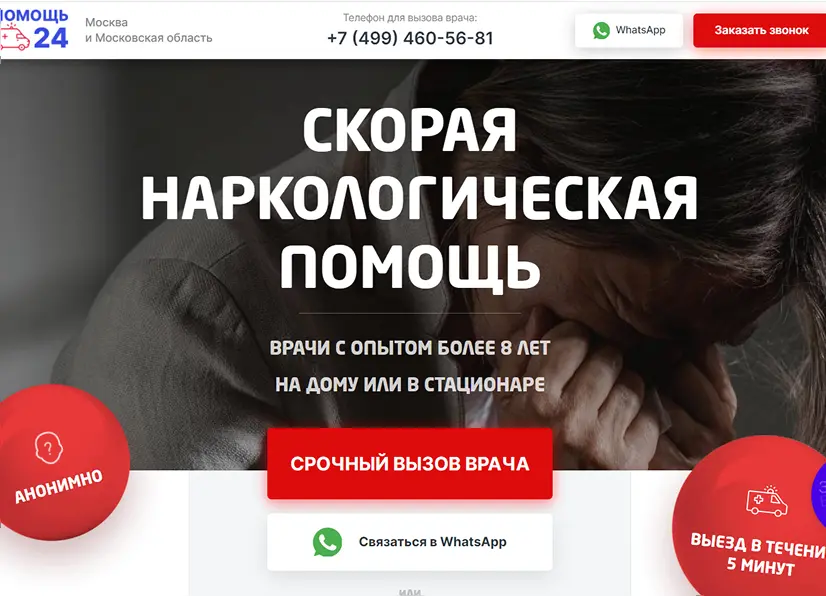 ПОМОЩЬ
24
Москва
и Московская область
Телефон для вызова врача:
+7 (499) 460-56-81
WhatsApp
Заказать звонок
СКОРАЯ
НАРКОЛОГИЧЕСКАЯ
ПОМОЩЬ
ВРАЧИ С ОПЫТОМ БОЛЕЕ 8 ЛЕТ
НА ДОМУ ИЛИ В СТАЦИОНАРЕ
АНОНИМНО
СРОЧНЫЙ ВЫЗОВ ВРАЧА
Связаться в WhatsApp
ВЫЕЗД В ТЕЧЕНИ
5 МИНУТ
или